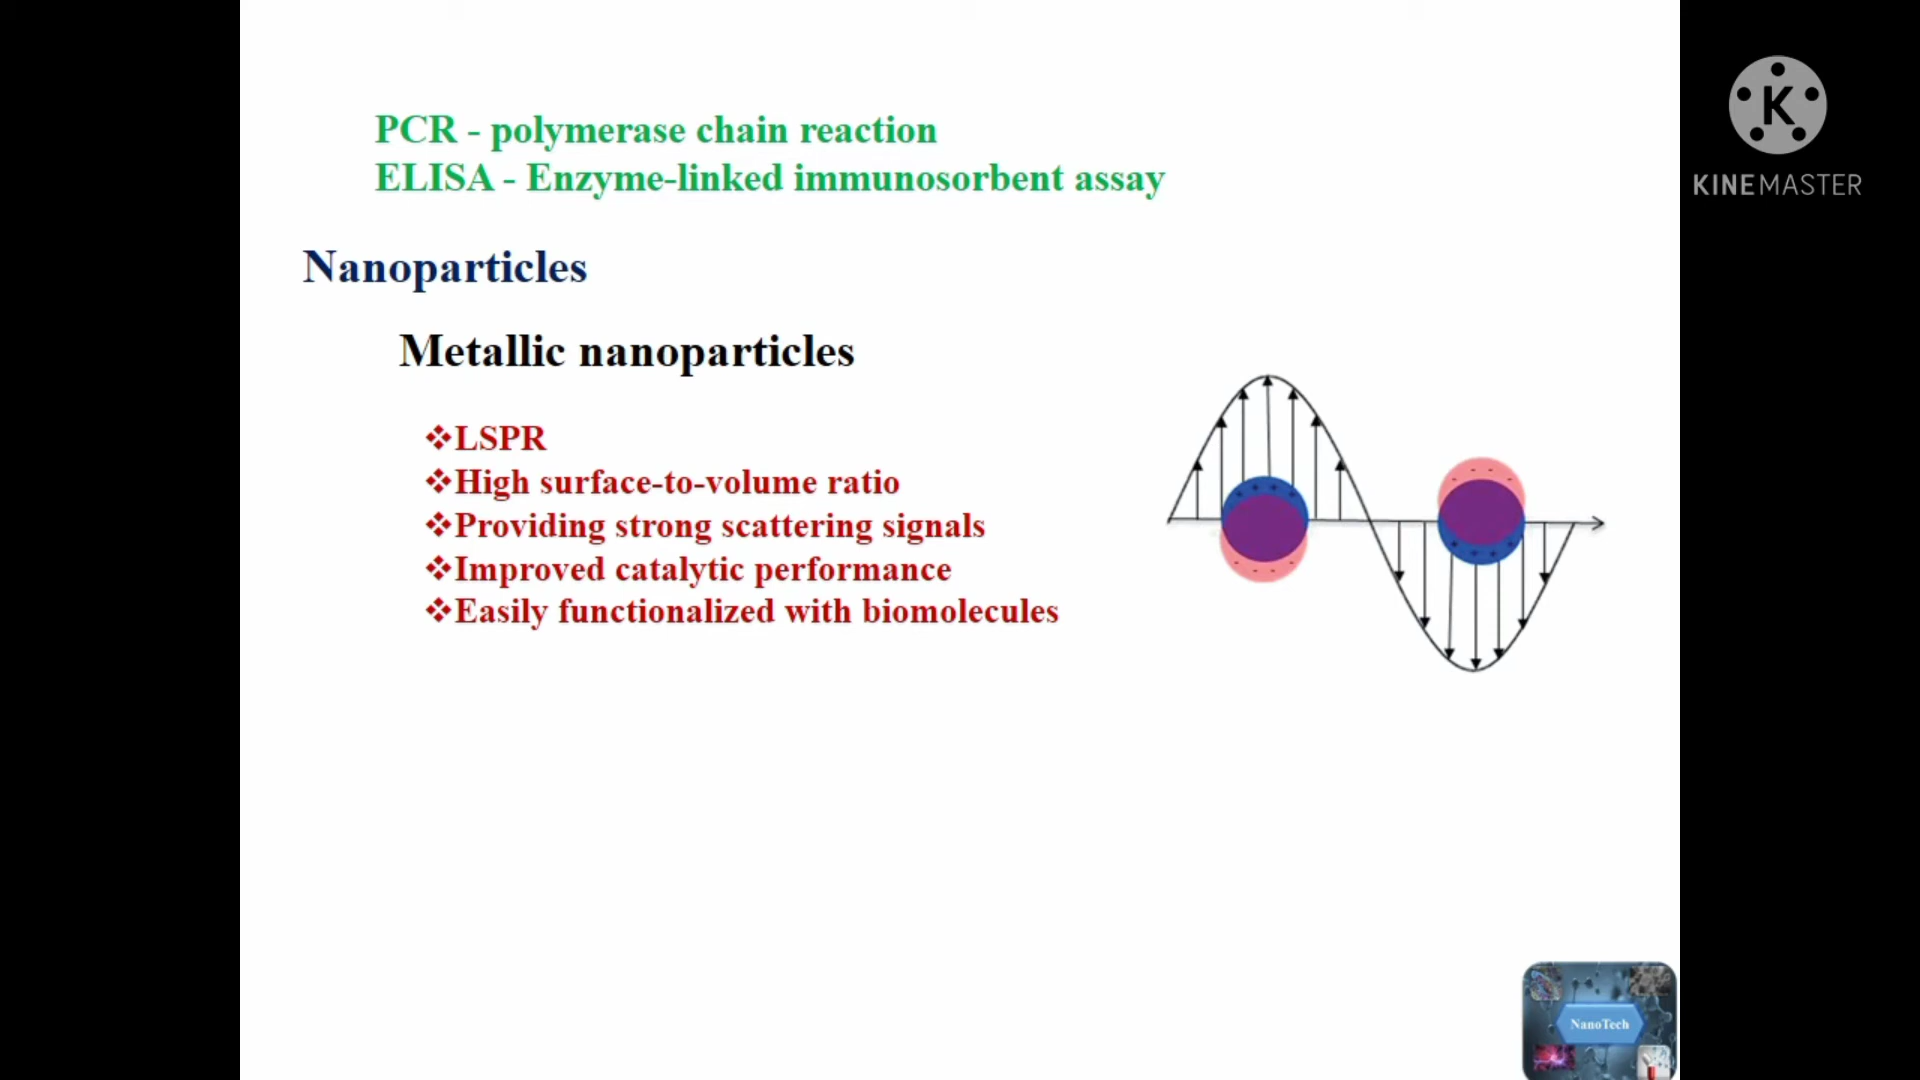 PCR - polymerase chain reaction
ELISA - Enzyme-linked immunosorbent assay
Nanoparticles
Metallic nanoparticles
❖LSPR
❖High surface-to-volume ratio
❖Providing strong scattering signals
❖Improved catalytic performance
❖Easily functionalized with biomolecules
K
KINEMASTER
NanoTech